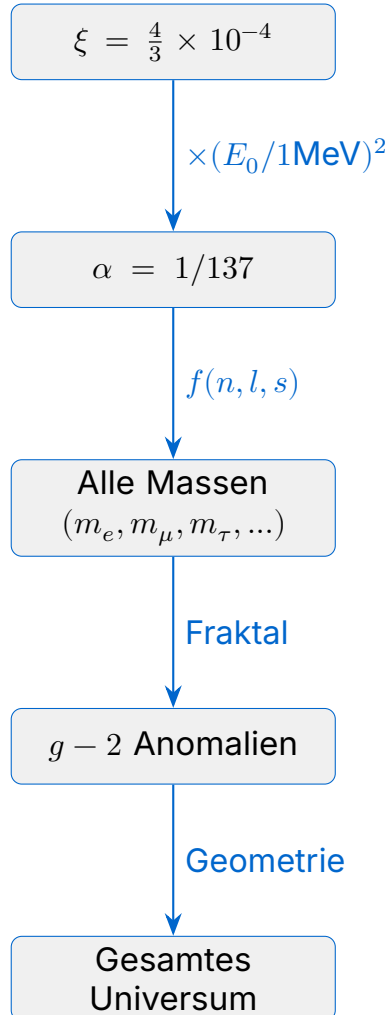 ξ = 4/3 × 10⁻⁴
×(E₀/1MeV)²
α = 1/137
f(n, l, s)
Alle Massen
(mₑ, m_μ, m_τ, ...)
Fraktal
g − 2 Anomalien
Geometrie
Gesamtes
Universum